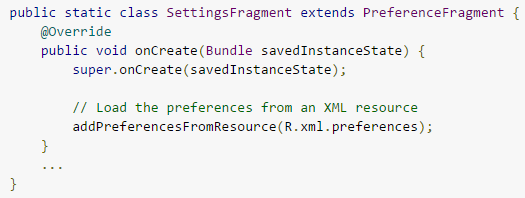 public static class SettingsFragment extends PreferenceFragment {
    @Override
    public void onCreate(Bundle savedInstanceState) {
        super.onCreate(savedInstanceState);

        // Load the preferences from an XML resource
        addPreferencesFromResource(R.xml.preferences);
    }
    ...
}